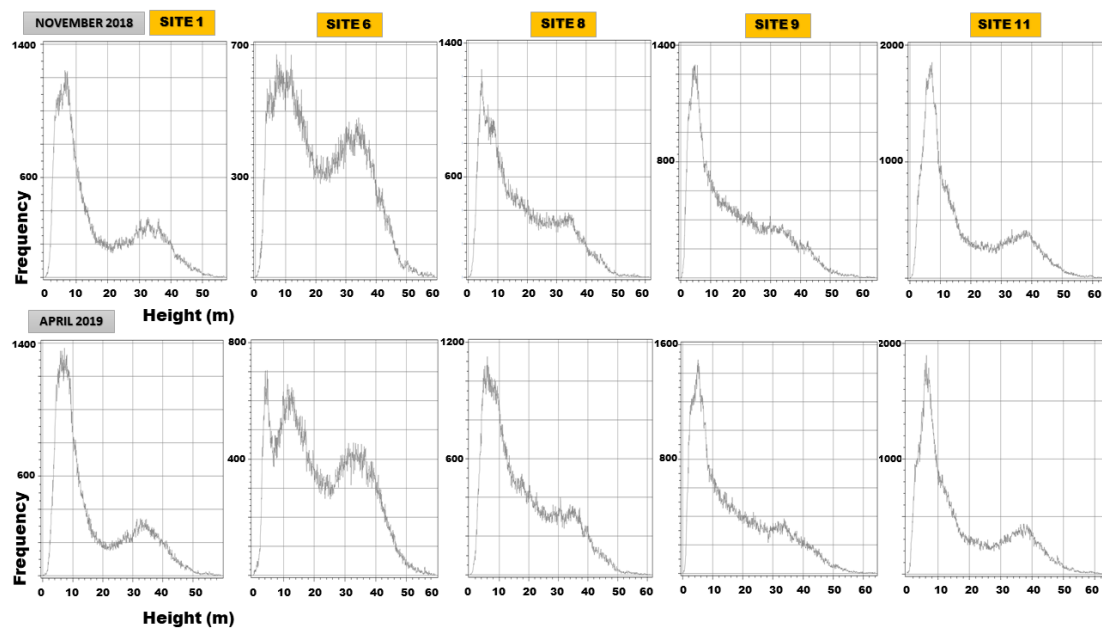 NOVEMBER 2018 SITE 1 SITE 6 SITE 8 SITE 9 SITE 11
1400 700 1400 1400 2000
600 300 600 800 1000
0
Frequency
0 10 20 30 40 50
0 10 20 30 40 50 60
0 10 20 30 40 50 60
10 20 30 40 50 60
0 10 20 30 40 50 60
Height (m)
APRIL 2019
1400 800 1200 1600 2000
600 400 600 800 1000
0 0
Frequency
0 10 20 30 40 50
0 10 20 30 40 50 60
0 10 20 30 40 50 60
0 10 20 30 40 50 60
0 10 20 30 40 50 60
Height (m)